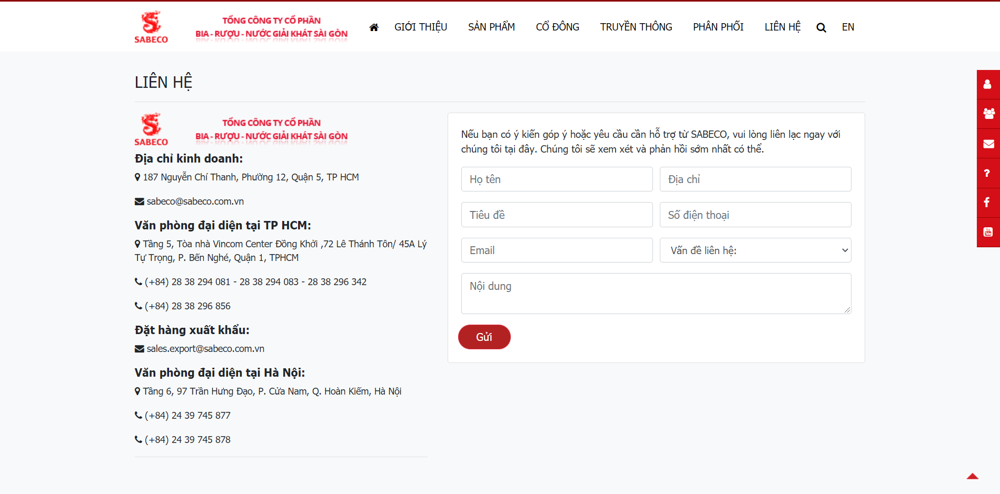 SABECO
TỔNG CÔNG TY CỔ PHẦN
BIA - RƯỢU - NƯỚC GIẢI KHÁT SÀI GÒN
GIỚI THIỆU
SẢN PHẨM
CỔ ĐÔNG
TRUYỀN THÔNG
PHÂN PHỐI
LIÊN HỆ
EN
LIÊN HỆ
SABECO
TỔNG CÔNG TY CỔ PHẦN
BIA - RƯỢU - NƯỚC GIẢI KHÁT SÀI GÒN
Địa chỉ kinh doanh:
187 Nguyễn Chí Thanh, Phường 12, Quận 5, TP HCM
sabeco@sabeco.com.vn
Văn phòng đại diện tại TP HCM:
Tầng 5, Tòa nhà Vincom Center Đồng Khởi ,72 Lê Thánh Tôn/ 45A Lý
Tự Trọng, P. Bến Nghé, Quận 1, TPHCM
(+84) 28 38 294 081 - 28 38 294 083 - 28 38 296 342
(+84) 28 38 296 856
Đặt hàng xuất khẩu:
sales.export@sabeco.com.vn
Văn phòng đại diện tại Hà Nội:
Tầng 6, 97 Trần Hưng Đạo, P. Cửa Nam, Q. Hoàn Kiếm, Hà Nội
(+84) 24 39 745 877
(+84) 24 39 745 878
Nếu bạn có ý kiến góp ý hoặc yêu cầu cần hỗ trợ từ SABECO, vui lòng liên lạc ngay với
chúng tôi tại đây. Chúng tôi sẽ xem xét và phản hồi sớm nhất có thể.
Họ tên
Địa chỉ
Tiêu đề
Số điện thoại
Email
Vấn đề liên hệ:
Nội dung
Gửi